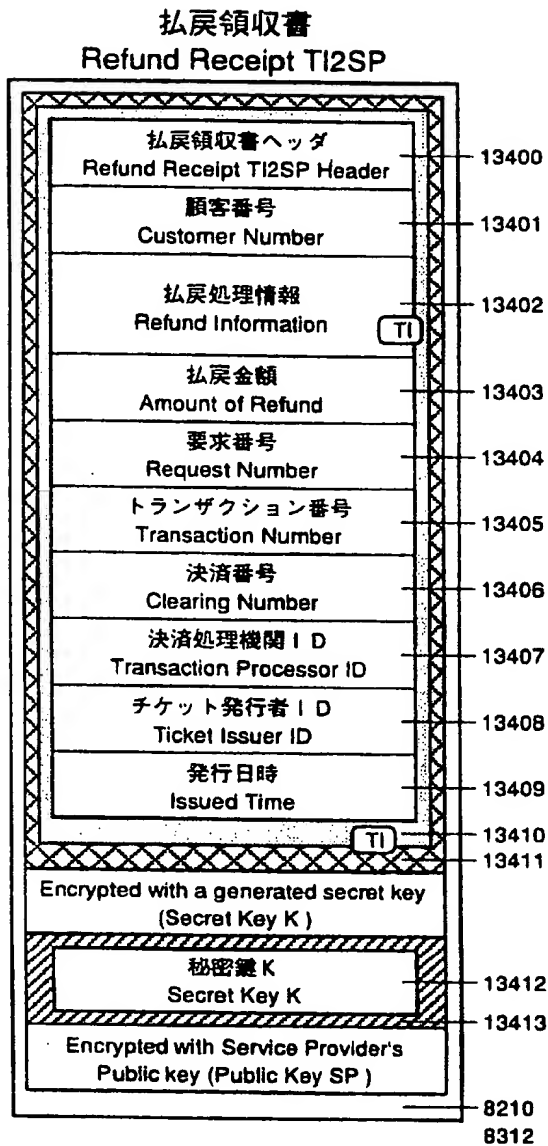 払戻領収書
Refund Receipt TI2SP
払戻領収書ヘッダ
Refund Receipt TI2SP Header
13400
顧客番号
Customer Number
13401
払戻処理情報
Refund Information
TI
13402
払戻金額
Amount of Refund
13403
要求番号
Request Number
13404
トランザクション番号
Transaction Number
13405
決済番号
Clearing Number
13406
決済処理機関ID
Transaction Processor ID
13407
チケット発行者ID
Ticket Issuer ID
13408
発行日時
Issued Time
13409
TI
13410
13411
Encrypted with a generated secret key
(Secret Key K )
秘密鍵K
Secret Key K
13412
13413
Encrypted with Service Provider's
Public key (Public Key SP )
8210
8312